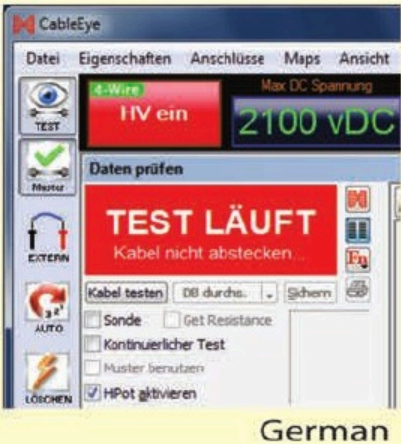 CableEye
Datei Eigenschaften Anschlüsse Maps Ansicht
TEST
4-Wire
HV ein
Max DC Spannung
2100 vDC
Muster
Daten prüfen
TEST LÄUFT
Kabel nicht abstecken...
EXTERN
Kabel testen DB durchs. Sichern
AUTO
Sonde Get Resistance
Kontinuierlicher Test
Muster benutzen
LÖSCHEN
HPot aktivieren
German